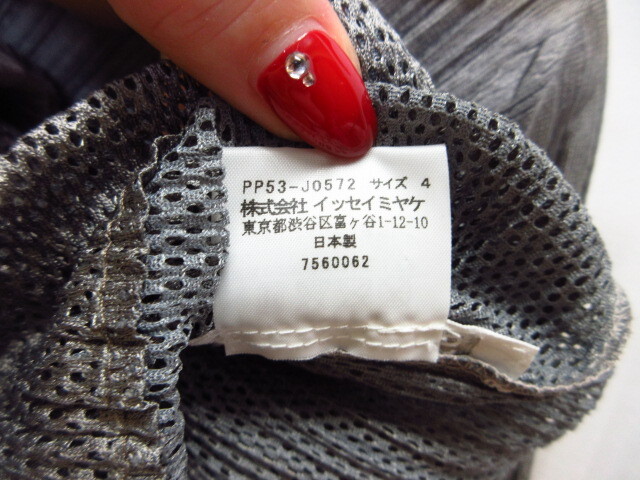 PP53-J0572 サイズ 4
株式会社 イッセイミヤケ
東京都渋谷区富ヶ谷1-12-10
日本製
7560062